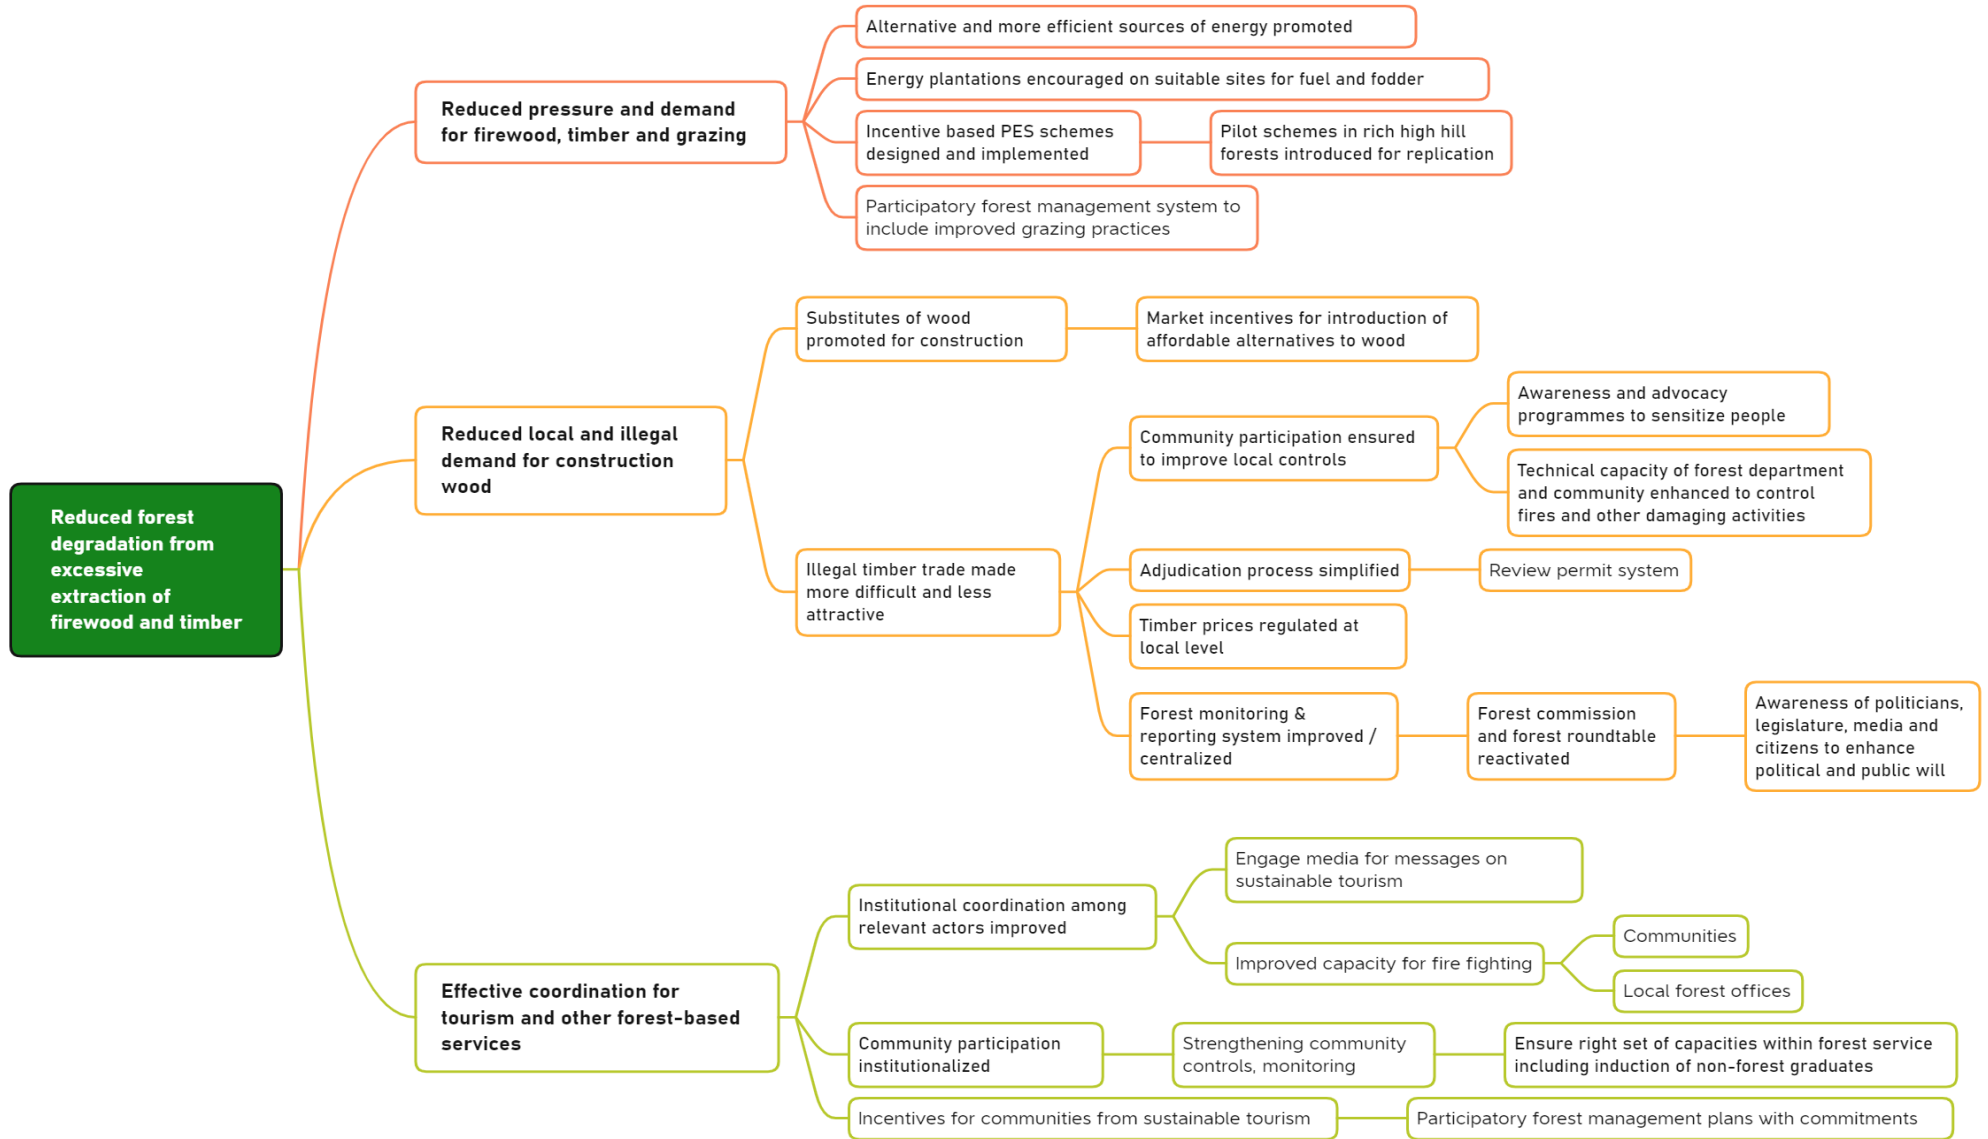 Reduced forest
degradation from
excessive
extraction of
firewood and timber
Reduced pressure and demand
for firewood, timber and grazing
Alternative and more efficient sources of energy promoted
Energy plantations encouraged on suitable sites for fuel and fodder
Incentive based PES schemes
designed and implemented
Pilot schemes in rich high hill
forests introduced for replication
Participatory forest management system to
include improved grazing practices
Reduced local and illegal
demand for construction
wood
Substitutes of wood
promoted for construction
Market incentives for introduction of
affordable alternatives to wood
Illegal timber trade made
more difficult and less
attractive
Community participation ensured
to improve local controls
Awareness and advocacy
programmes to sensitize people
Technical capacity of forest department
and community enhanced to control
fires and other damaging activities
Adjudication process simplified
Review permit system
Timber prices regulated at
local level
Forest monitoring &
reporting system improved /
centralized
Forest commission
and forest roundtable
reactivated
Awareness of politicians,
legislature, media and
citizens to enhance
political and public will
Effective coordination for
tourism and other forest-based
services
Institutional coordination among
relevant actors improved
Engage media for messages on
sustainable tourism
Improved capacity for fire fighting
Communities
Local forest offices
Community participation
institutionalized
Strengthening community
controls, monitoring
Ensure right set of capacities within forest service
including induction of non-forest graduates
Incentives for communities from sustainable tourism
Participatory forest management plans with commitments